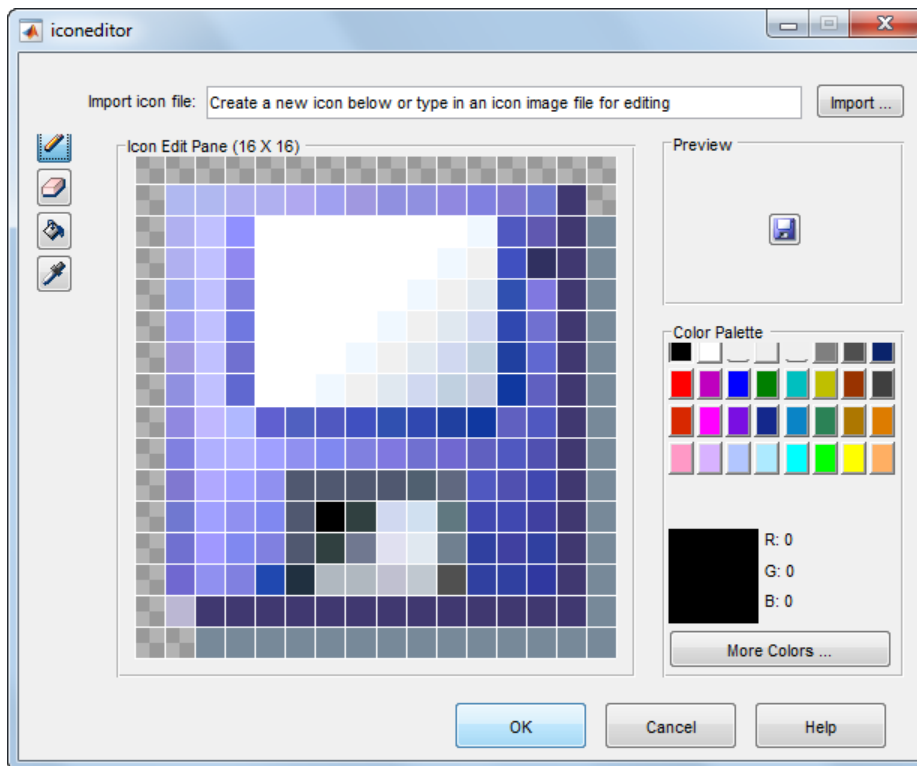 iconeditor
Import icon file: Create a new icon below or type in an icon image file for editing Import ...
Icon Edit Pane (16 X 16)
Preview
Color Palette
R: 0
G: 0
B: 0
More Colors ...
OK Cancel Help